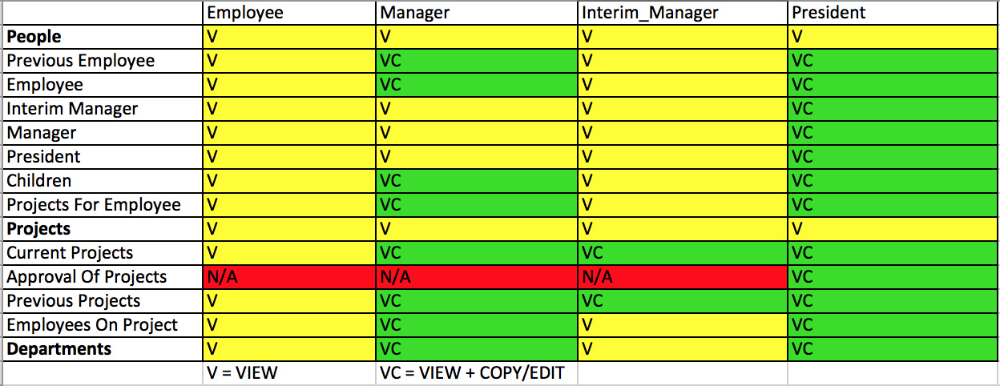 Employee Manager Interim_Manager President
People V V V V
Previous Employee V VC V VC
Employee V VC V VC
Interim Manager V V V VC
Manager V V V VC
President V V V VC
Children V VC V VC
Projects For Employee V VC V VC
Projects V V V V
Current Projects V VC VC VC
Approval Of Projects N/A N/A N/A VC
Previous Projects V VC VC VC
Employees On Project V VC V VC
Departments V VC V VC
V = VIEW VC = VIEW + COPY/EDIT